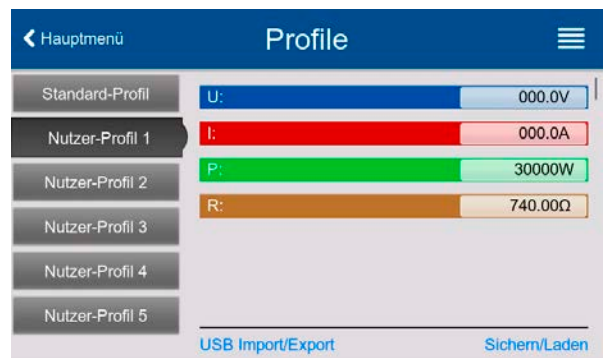 Hauptmenü
Profile
Standard-Profil
Nutzer-Profil 1
Nutzer-Profil 2
Nutzer-Profil 3
Nutzer-Profil 4
Nutzer-Profil 5
U: 000.0V
I: 000.0A
P: 30000W
R: 740.00Ω
USB Import/Export
Sichern/Laden